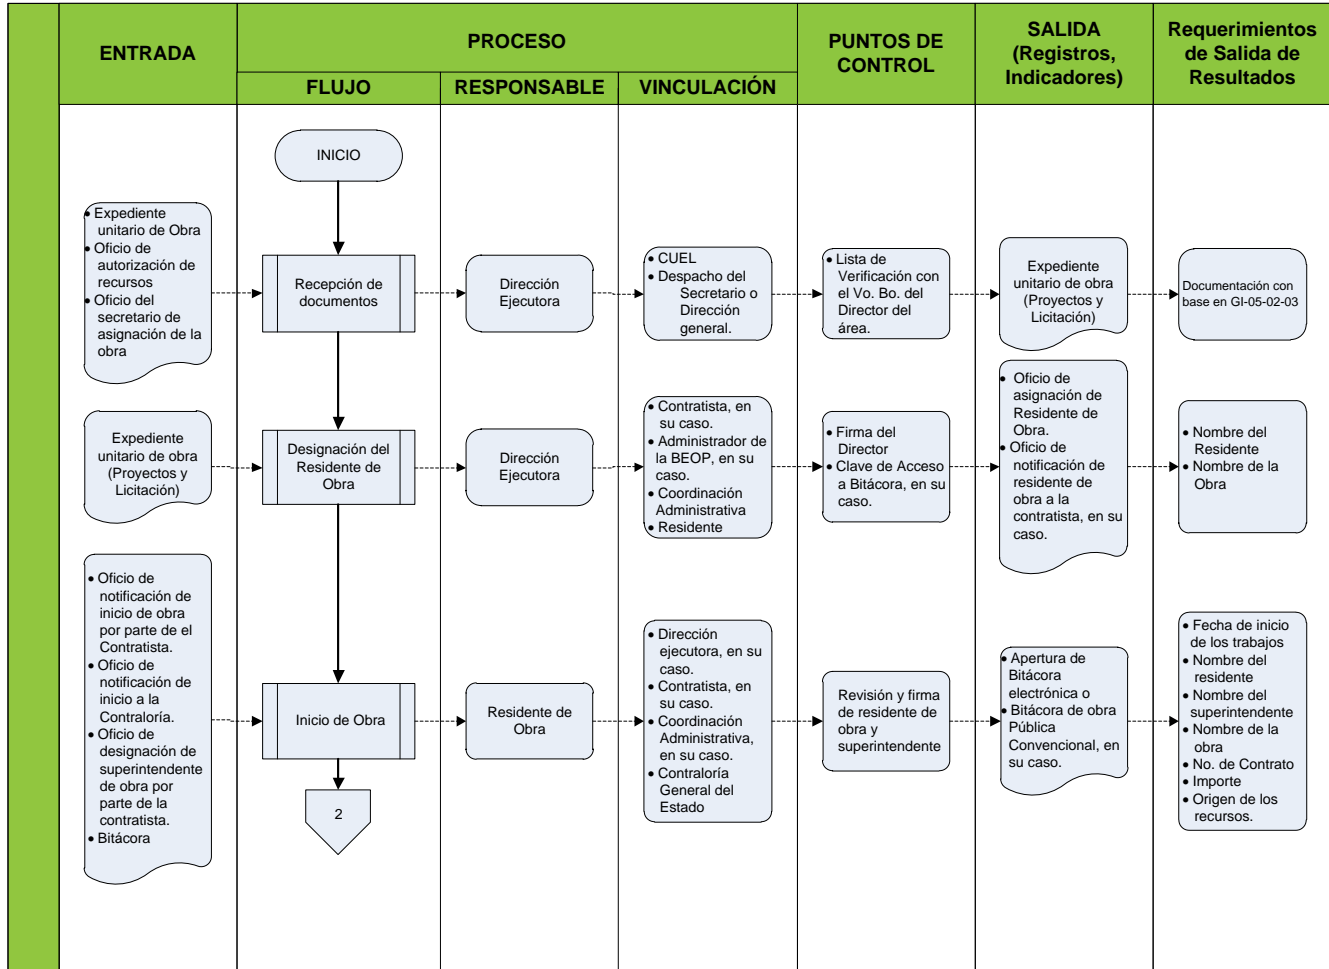 ENTRADA
PROCESO
PUNTOS DE
CONTROL
SALIDA
(Registros,
Indicadores)
Requerimientos
de Salida de
Resultados
FLUJO
RESPONSABLE
VINCULACIÓN
INICIO
• Expediente
unitario de Obra
• Oficio de
autorización de
recursos
• Oficio del
secretario de
asignación de la
obra
Recepción de
documentos
Dirección
Ejecutora
• CUEL
• Despacho del
Secretario o
Dirección
general.
• Lista de
Verificación con
el Vo. Bo. del
Director del
área.
Expediente
unitario de obra
(Proyectos y
Licitación)
Documentación con
base en GI-05-02-03
Expediente
unitario de obra
(Proyectos y
Licitación)
Designación del
Residente de
Obra
Dirección
Ejecutora
• Contratista, en
su caso.
• Administrador de
la BEOP, en su
caso.
• Coordinación
Administrativa
• Residente
• Firma del
Director
• Clave de Acceso
a Bitácora, en su
caso.
• Oficio de
asignación de
Residente de
Obra.
• Oficio de
notificación de
residente de
obra a la
contratista, en su
caso.
• Nombre del
Residente
• Nombre de la
Obra
• Oficio de
notificación de
inicio de obra
por parte de el
Contratista.
• Oficio de
notificación de
inicio a la
Contraloría.
• Oficio de
designación de
superintendente
de obra por
parte de la
contratista.
• Bitácora
Inicio de Obra
Residente de
Obra
• Dirección
ejecutora, en su
caso.
• Contratista, en
su caso.
• Coordinación
Administrativa,
en su caso.
• Contraloría
General del
Estado
Revisión y firma
de residente de
obra y
superintendente
• Apertura de
Bitácora
electrónica o
• Bitácora de obra
Pública
Convencional, en
su caso.
• Fecha de inicio
de los trabajos
• Nombre del
residente
• Nombre del
superintendente
• Nombre de la
obra
• No. de Contrato
• Importe
• Origen de los
recursos.
2